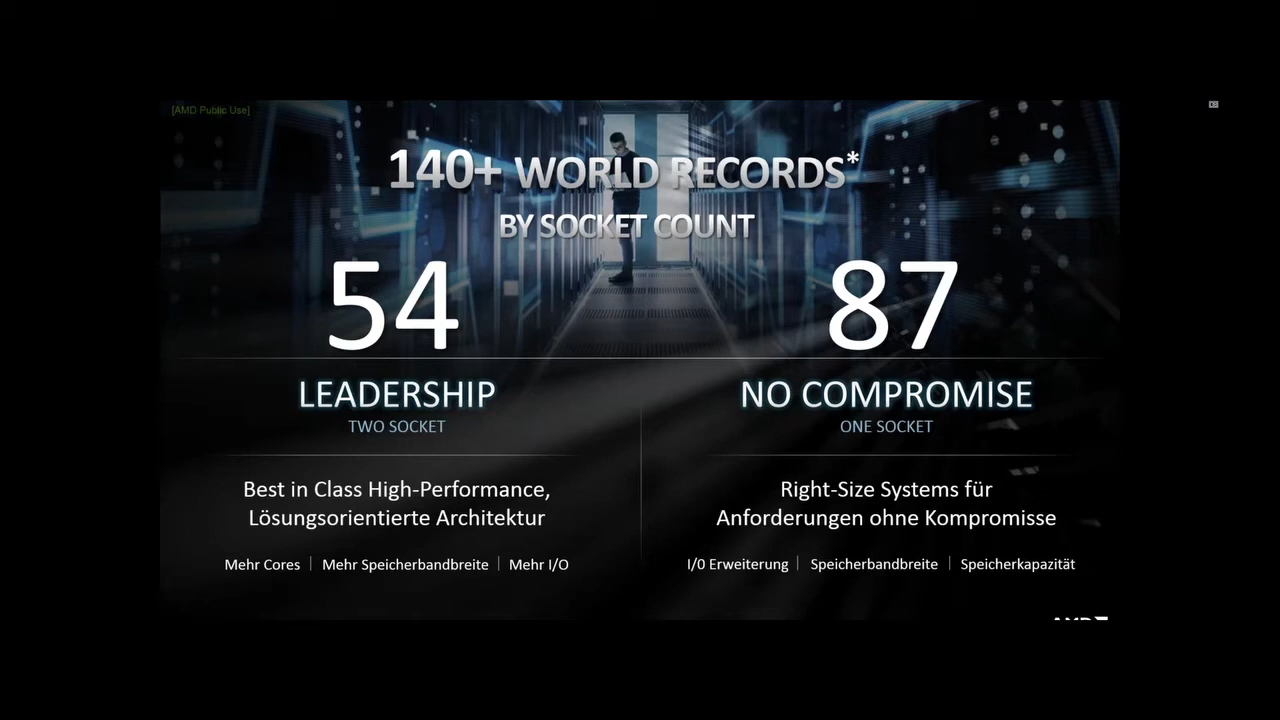 [AMD Public Use]
140+ WORLD RECORDS*
BY SOCKET COUNT
54
LEADERSHIP
TWO SOCKET
Best in Class High-Performance,
Lösungsorientierte Architektur
Mehr Cores | Mehr Speicherbandbreite | Mehr I/O
87
NO COMPROMISE
ONE SOCKET
Right-Size Systems für
Anforderungen ohne Kompromisse
I/0 Erweiterung | Speicherbandbreite | Speicherkapazität
AMD